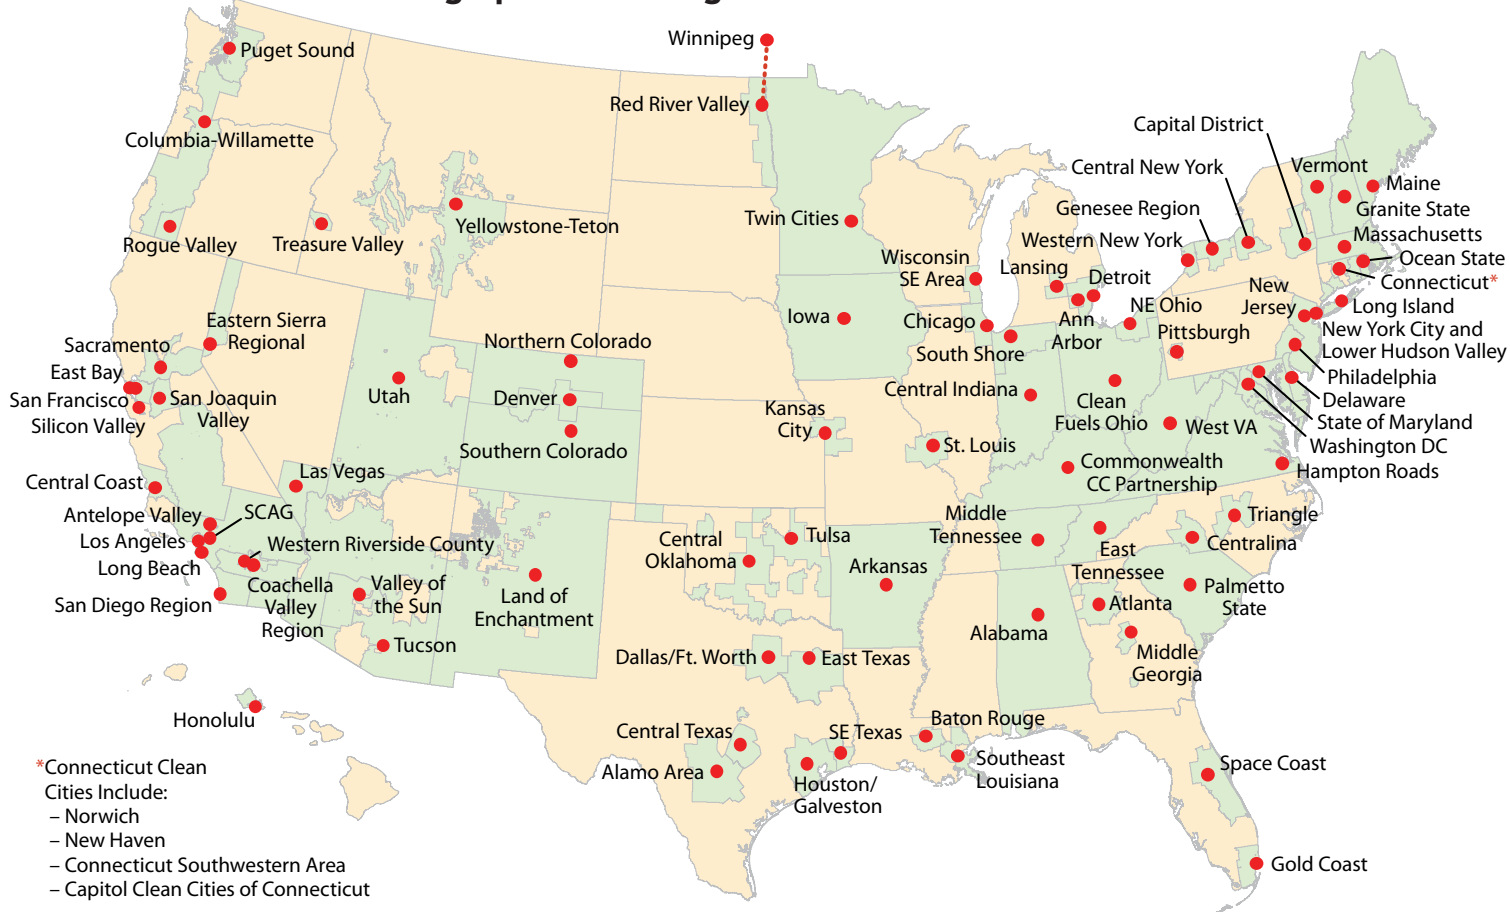 Winnipeg
Puget Sound
Red River Valley
Columbia-Willamette
Capital District
Central New York
Vermont
Maine
Genesee Region
Granite State
Twin Cities
Yellowstone-Teton
Rogue Valley
Treasure Valley
Western New York
Massachusetts
Wisconsin
SE Area
Lansing
Detroit
Ocean State
Connecticut*
New
Jersey
Long Island
NE Ohio
Iowa
Chicago
Ann
Arbor
Pittsburgh
New York City and
Lower Hudson Valley
Eastern Sierra
Regional
Sacramento
Northern Colorado
South Shore
East Bay
Philadelphia
San Francisco
San Joaquin
Valley
Utah
Denver
Central Indiana
Clean
Fuels Ohio
Delaware
Silicon Valley
Kansas
City
State of Maryland
West VA
Washington DC
Southern Colorado
St. Louis
Hampton Roads
Las Vegas
Commonwealth
CC Partnership
Central Coast
Antelope Valley
SCAG
Middle
Tennessee
Triangle
Los Angeles
Western Riverside County
Central
Oklahoma
Tulsa
East
Tennessee
Centralina
Long Beach
Arkansas
Coachella
Valley
Region
Valley of
the Sun
Land of
Enchantment
San Diego Region
Palmetto
State
Atlanta
Alabama
Tucson
Dallas/Ft. Worth
East Texas
Middle
Georgia
Honolulu
Central Texas
SE Texas
Baton Rouge
Alamo Area
Houston/
Galveston
Southeast
Louisiana
Space Coast
Gold Coast
*Connecticut Clean
Cities Include:
– Norwich
– New Haven
– Connecticut Southwestern Area
– Capitol Clean Cities of Connecticut